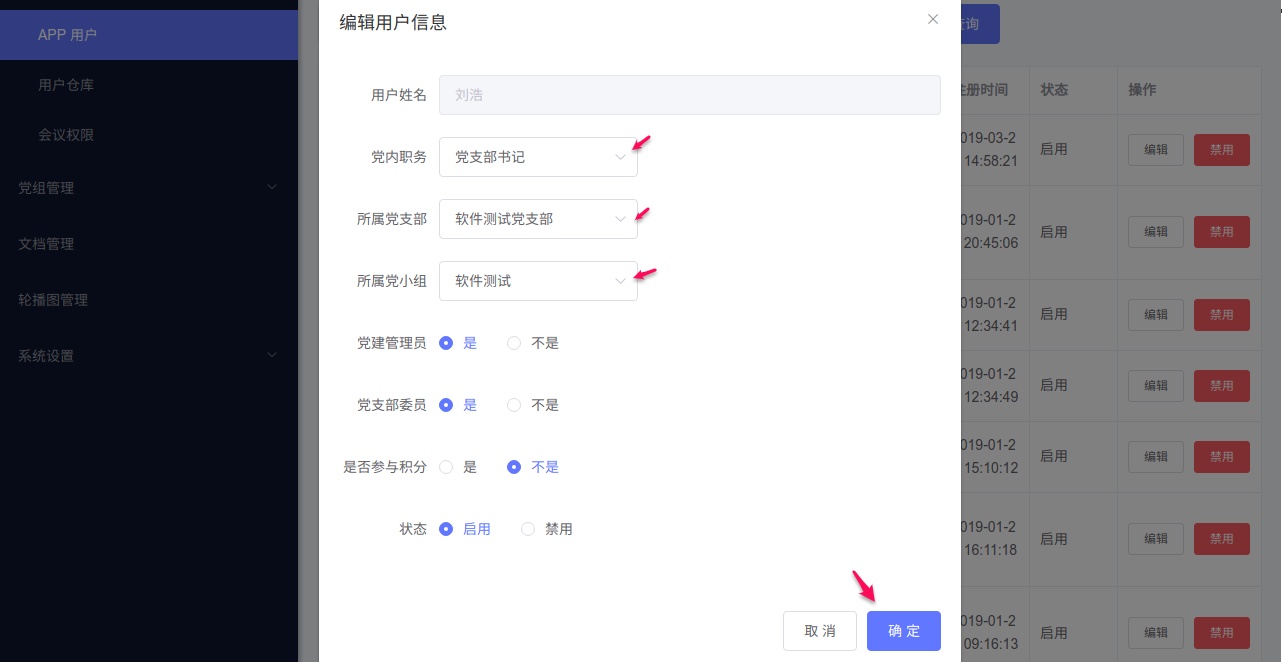 APP 用户
用户仓库
会议权限
党组管理
文档管理
轮播图管理
系统设置
编辑用户信息
用户姓名 刘浩
党内职务 党支部书记
所属党支部 软件测试党支部
所属党小组 软件测试
党建管理员 是 不是
党支部委员 是 不是
是否参与积分 是 不是
状态 启用 禁用
取 消 确 定
询
注册时间 状态 操作
019-03-2
14:58:21 启用 编辑 禁用
019-01-2
20:45:06 启用 编辑 禁用
019-01-2
12:34:41 启用 编辑 禁用
019-01-2
12:34:49 启用 编辑 禁用
019-01-2
15:10:12 启用 编辑 禁用
019-01-2
16:11:18 启用 编辑 禁用
019-01-2
09:16:13 启用 编辑 禁用